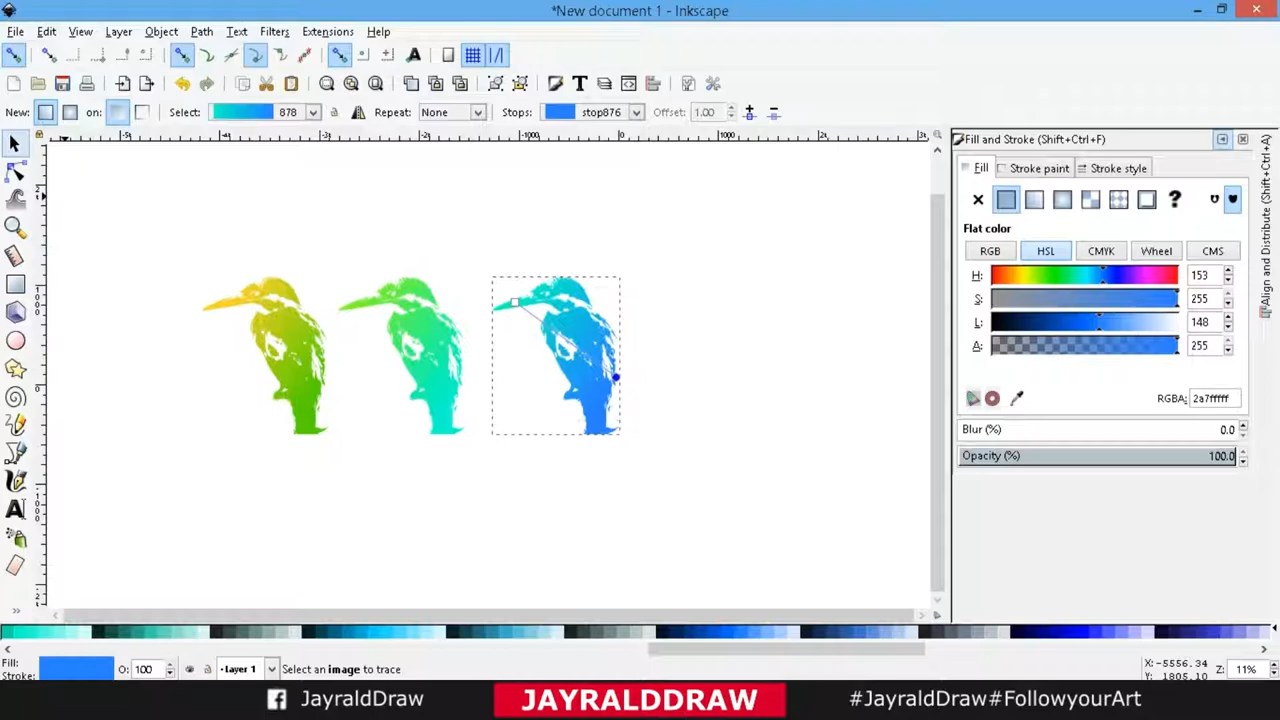 *New document 1 - Inkscape
File Edit View Layer Object Path Text Filters Extensions Help
New: on: Select: 878 Repeat: None Stops: stop876 Offset: 1.00
Fill and Stroke (Shift+Ctrl+F)
Fill Stroke paint Stroke style
Flat color
RGB HSL CMYK Wheel CMS
H: 153
S: 255
L: 148
A: 255
RGBA: 2a7fffff
Blur (%) 0.0
Opacity (%) 100.0
Align and Distribute (Shift+Ctrl+A)
Fill: O: 100 Layer 1 Select an image to trace X: -5556.34 Z: 11%
Stroke: Y: 1805.10
JayraldDraw JAYRALDDRAW #JayraldDraw#FollowyourArt